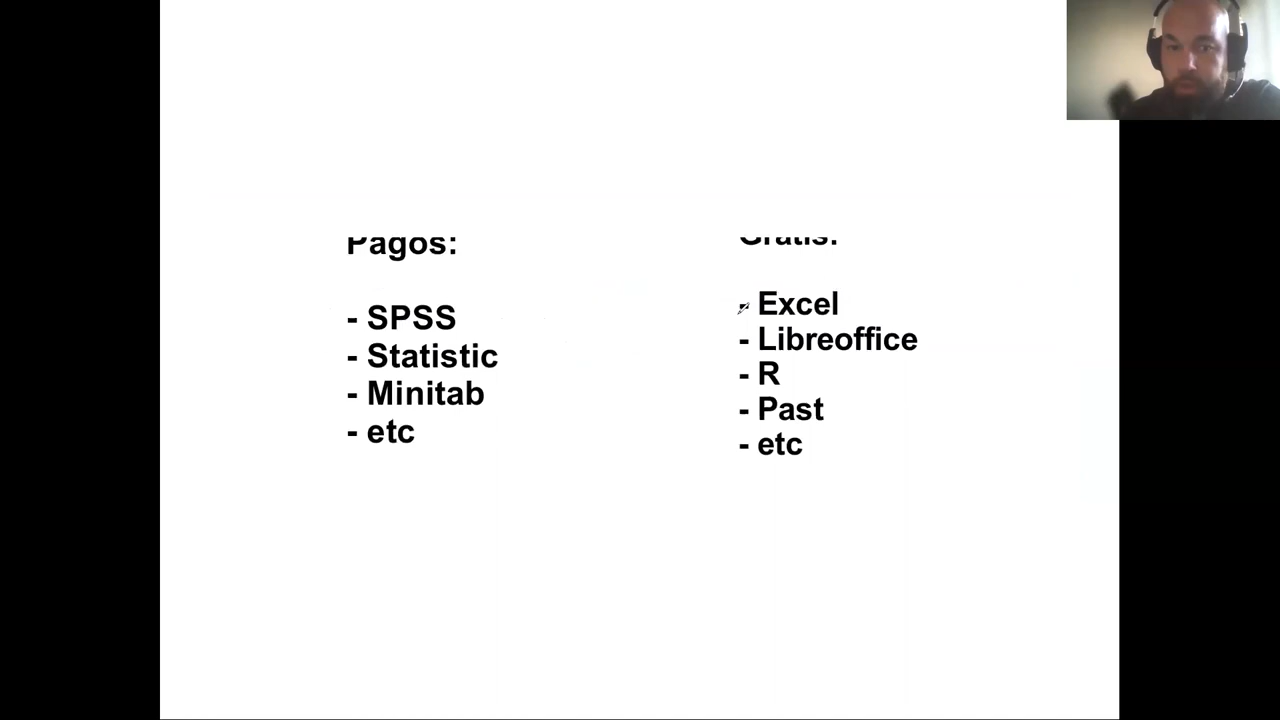 Pagos:
- SPSS
- Statistic
- Minitab
- etc
Gratis:
- Excel
- Libreoffice
- R
- Past
- etc